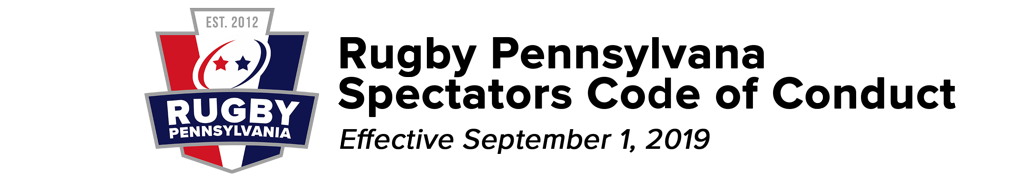 EST. 2012
RUGBY
PENNSYLVANIA
Rugby Pennsylvana
Spectators Code of Conduct
Effective September 1, 2019